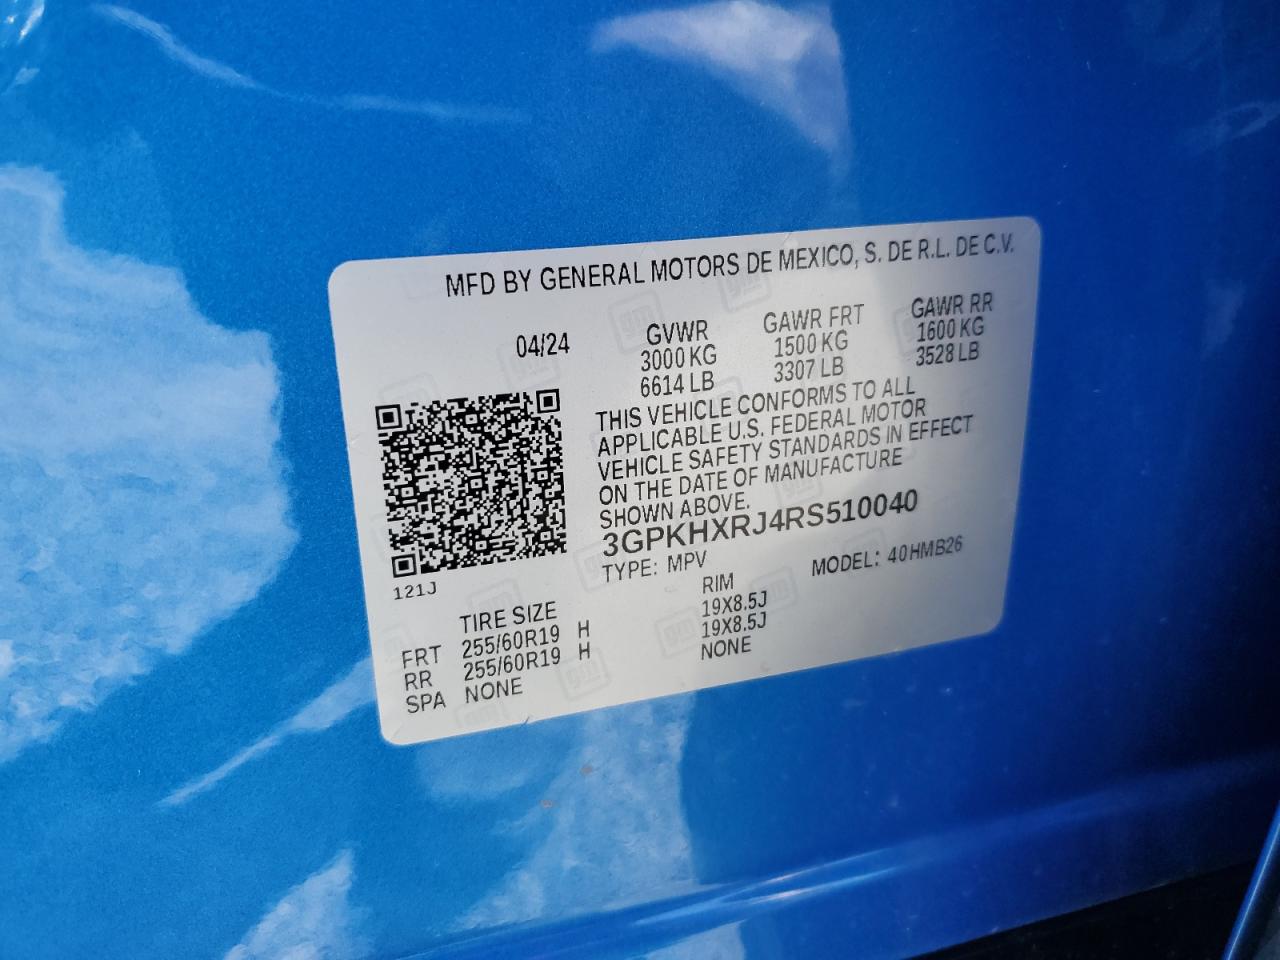 MFD BY GENERAL MOTORS DE MEXICO, S. DE R.L. DE C.V.
04/24
GVWR GAWR FRT GAWR RR
3000 KG 1500 KG 1600 KG
6614 LB 3307 LB 3528 LB
THIS VEHICLE CONFORMS TO ALL
APPLICABLE U.S. FEDERAL MOTOR
VEHICLE SAFETY STANDARDS IN EFFECT
ON THE DATE OF MANUFACTURE
SHOWN ABOVE.
3GPKHXRJ4RS510040
TYPE: MPV MODEL: 40HMB26
121J
TIRE SIZE RIM
FRT 255/60R19 H 19X8.5J
RR 255/60R19 H 19X8.5J
SPA NONE NONE